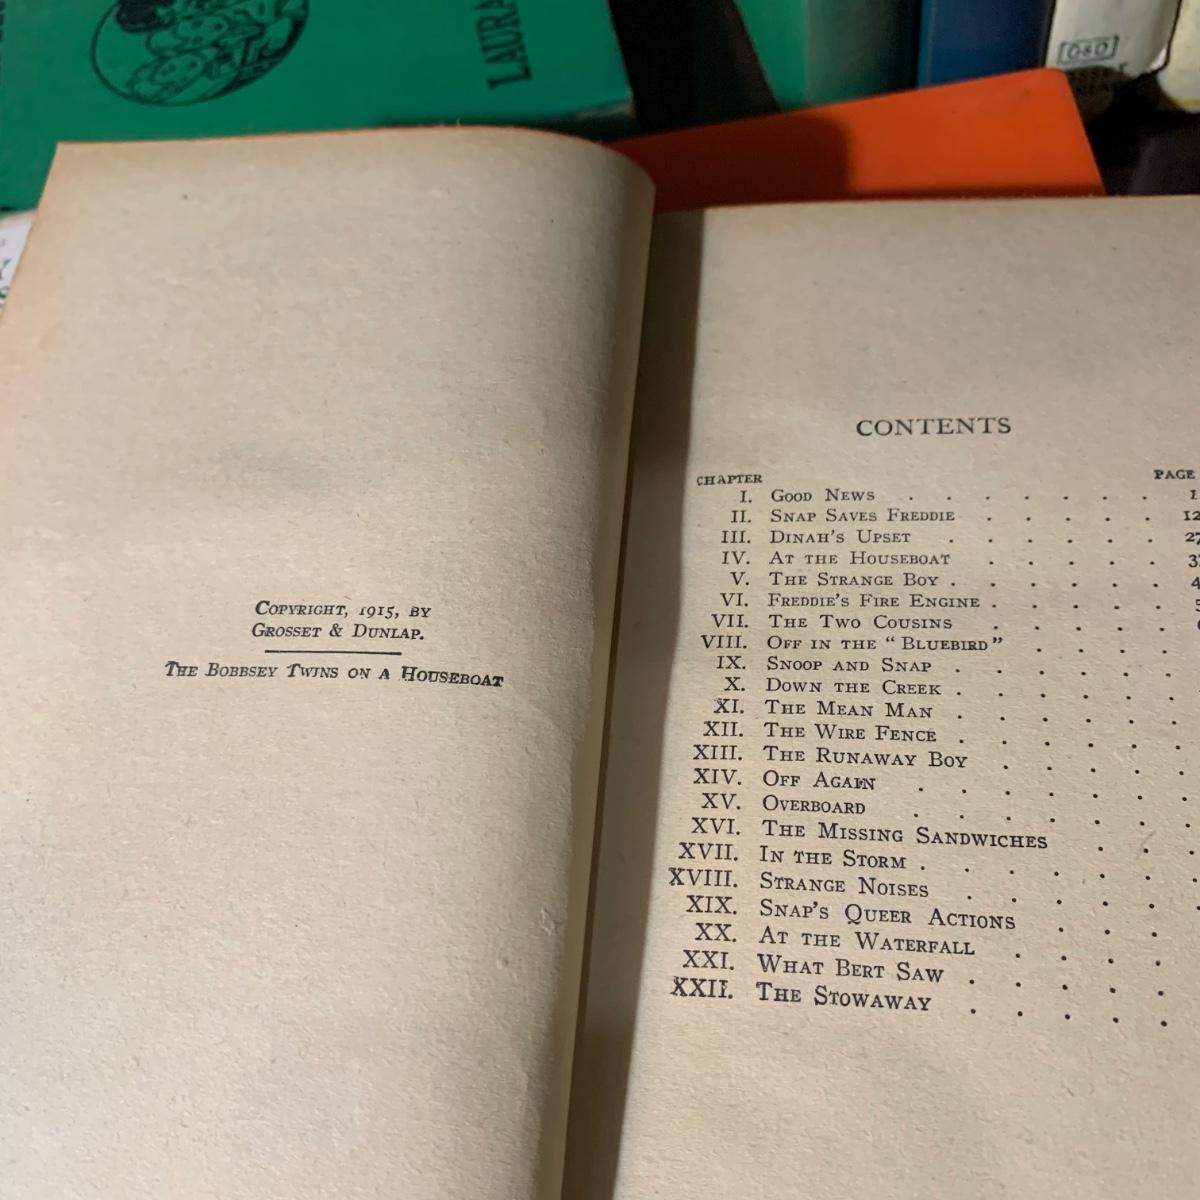 LAURA
G&D
COPYRIGHT, 1915, BY
GROSSET & DUNLAP.
THE BOBBSEY TWINS ON A HOUSEBOAT
CONTENTS
CHAPTER PAGE
I. GOOD NEWS . . . . . . 1
II. SNAP SAVES FREDDIE . . . . 12
III. DINAH'S UPSET . . . . . 27
IV. AT THE HOUSEBOAT . . . .
V. THE STRANGE BOY . . . . .
VI. FREDDIE'S FIRE ENGINE . . . .
VII. THE TWO COUSINS . . . .
VIII. OFF IN THE "BLUEBIRD" . . . .
IX. SNOOP AND SNAP . . . . .
X. DOWN THE CREEK . . . . .
XI. THE MEAN MAN . . . . .
XII. THE WIRE FENCE . . . . .
XIII. THE RUNAWAY BOY . . . .
XIV. OFF AGAIN . . . . . .
XV. OVERBOARD . . . . . .
XVI. THE MISSING SANDWICHES . . .
XVII. IN THE STORM . . . . . .
XVIII. STRANGE NOISES . . . . .
XIX. SNAP'S QUEER ACTIONS . . . .
XX. AT THE WATERFALL . . . .
XXI. WHAT BERT SAW . . . . .
XXII. THE STOWAWAY . . . . .